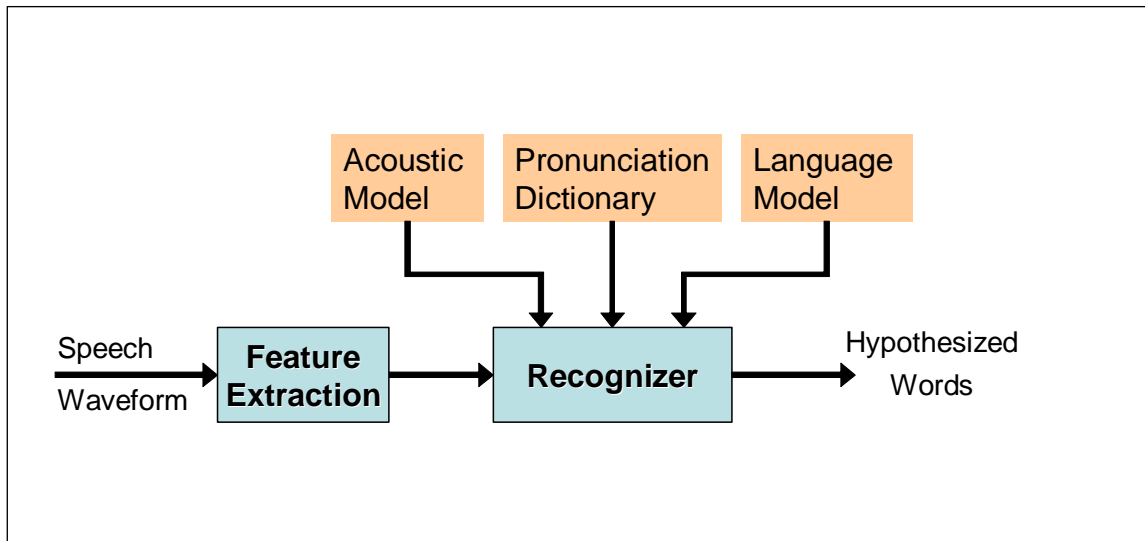 Acoustic
Model
Pronunciation
Dictionary
Language
Model
Speech
Waveform
Feature
Extraction
Recognizer
Hypothesized
Words